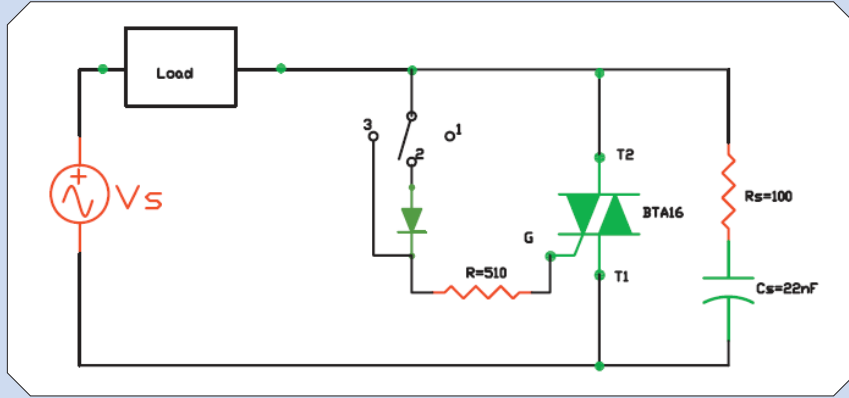 Load
3
1
2
T2
Vs
Rs=100
BTA16
G
R=510
T1
Cs=22nF